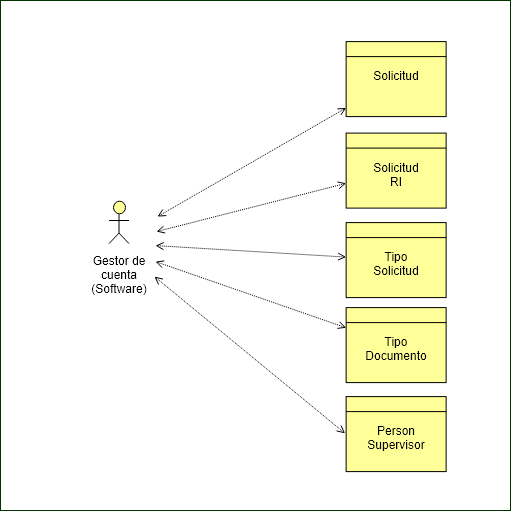 Solicitud
Solicitud
RI
Gestor de
cuenta
(Software)
Tipo
Solicitud
Tipo
Documento
Person
Supervisor